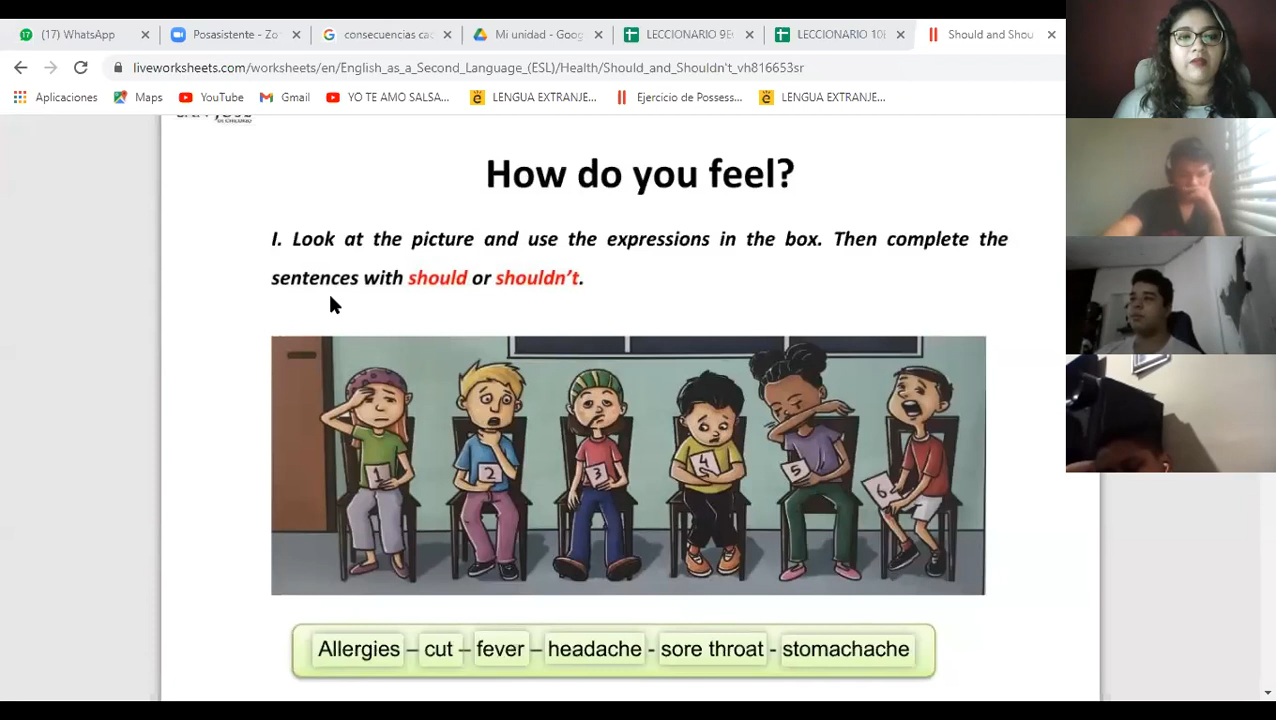 (17) WhatsApp
Posasistente - Zo
consecuencias cac
Mi unidad - Goog
LECCIONARIO 9E
LECCIONARIO 10
Should and Shou
liveworksheets.com/worksheets/en/English_as_a_Second_Language_(ESL)/Health/Should_and_Shouldn't_vh816653sr
Aplicaciones
Maps
YouTube
Gmail
YO TE AMO SALSA...
LENGUA EXTRANJE...
Ejercicio de Possess...
LENGUA EXTRANJE...
How do you feel?
I. Look at the picture and use the expressions in the box. Then complete the
sentences with should or shouldn't.
1
2
3
4
5
6
Allergies – cut – fever – headache - sore throat - stomachache